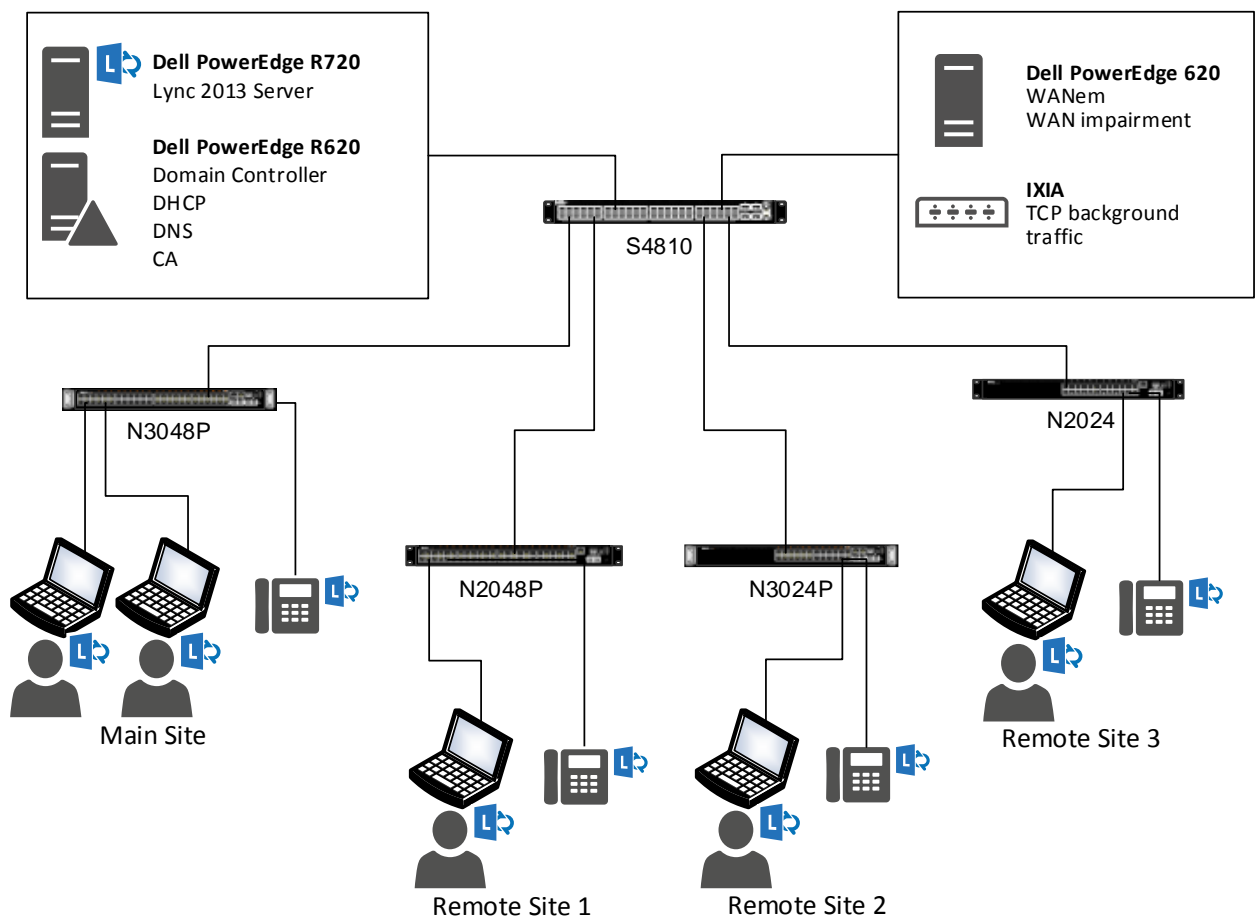 Dell PowerEdge R720
Lync 2013 Server
Dell PowerEdge R620
Domain Controller
DHCP
DNS
CA
Dell PowerEdge 620
WANem
WAN impairment
IXIA
TCP background
traffic
S4810
N3048P
N2024
N2048P
N3024P
L
L
L
L
L
L
L
L
L
L
Main Site
Remote Site 3
Remote Site 1
Remote Site 2